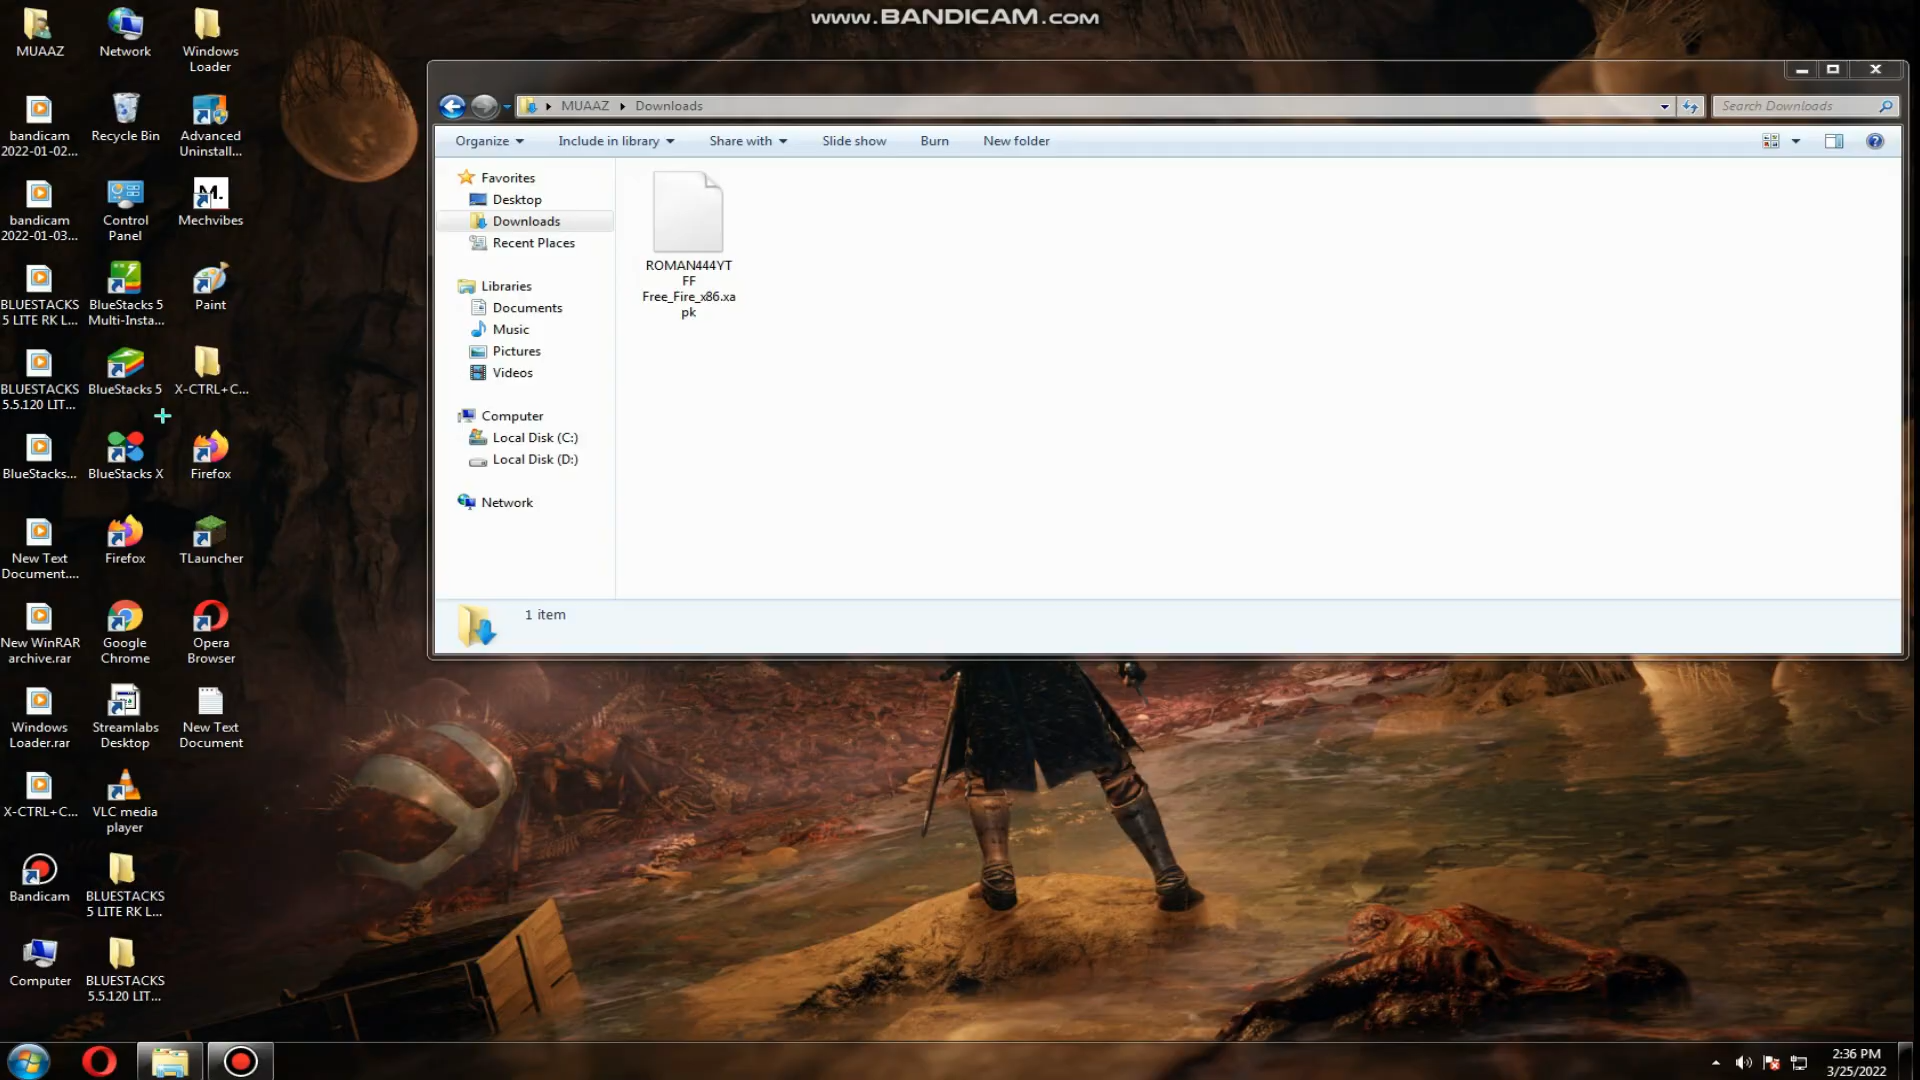 www.BANDICAM.com
MUAAZ
Network
Windows
Loader
bandicam
2022-01-02...
Recycle Bin
Advanced
Uninstall...
bandicam
2022-01-03...
Control
Panel
Mechvibes
BLUESTACKS
5 LITE RK L...
BlueStacks 5
Multi-Insta...
Paint
BLUESTACKS
5.5.120 LIT...
BlueStacks 5
X-CTRL+C...
BlueStacks...
BlueStacks X
Firefox
New Text
Document....
Firefox
TLauncher
New WinRAR
archive.rar
Google
Chrome
Opera
Browser
Windows
Loader.rar
Streamlabs
Desktop
New Text
Document
X-CTRL+C...
VLC media
player
Bandicam
BLUESTACKS
5 LITE RK L...
Computer
BLUESTACKS
5.5.120 LIT...
MUAAZ Downloads
Search Downloads
Organize Include in library Share with Slide show Burn New folder
Favorites
Desktop
Downloads
Recent Places
Libraries
Documents
Music
Pictures
Videos
Computer
Local Disk (C:)
Local Disk (D:)
Network
ROMAN444YT
FF
Free_Fire_x86.xa
pk
1 item
2:36 PM
3/25/2022